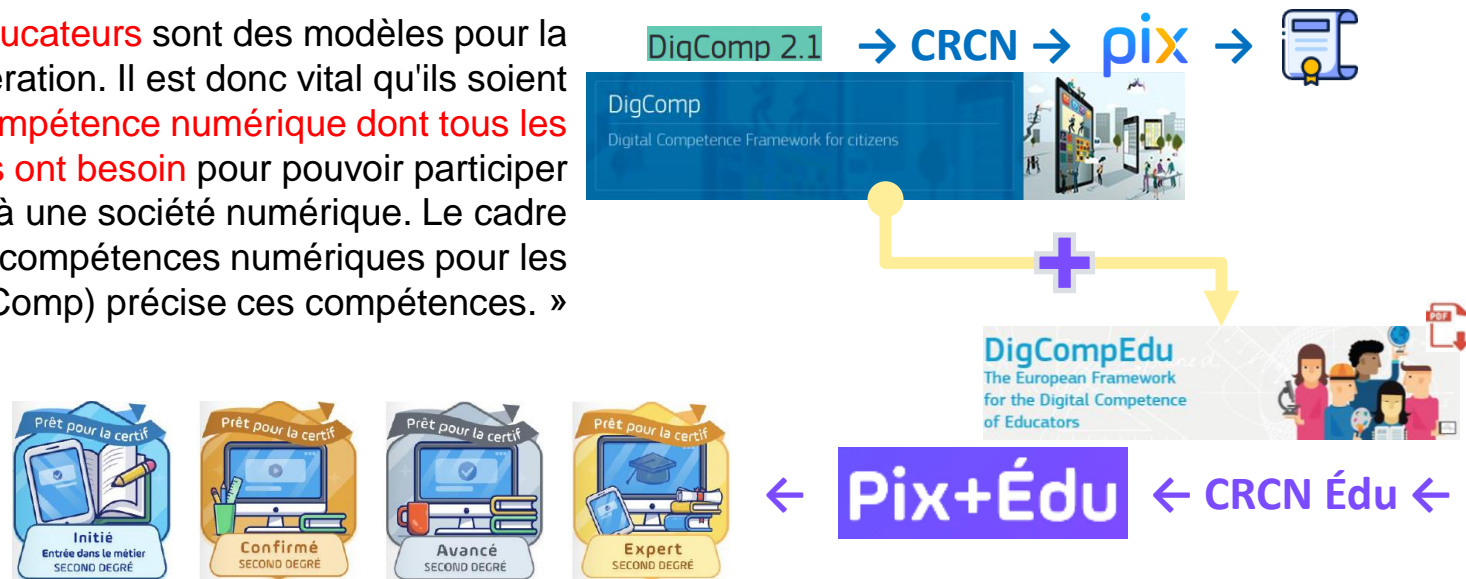 ucateurs sont des modèles pour la
ération. Il est donc vital qu'ils soient
mpétence numérique dont tous les
s ont besoin pour pouvoir participer
à une société numérique. Le cadre
compétences numériques pour les
Comp) précise ces compétences. »
DigComp 2.1 → CRCN → pix →
DigComp
Digital Competence Framework for citizens
PDF
DigCompEdu
The European Framework
for the Digital Competence
of Educators
← Pix+Édu ← CRCN Édu ←
Prêt pour la certif
Initié
Entrée dans le métier
SECOND DEGRÉ
Prêt pour la certif
Confirmé
SECOND DEGRÉ
Prêt pour la certif
Avancé
SECOND DEGRÉ
Prêt pour la certif
Expert
SECOND DEGRÉ